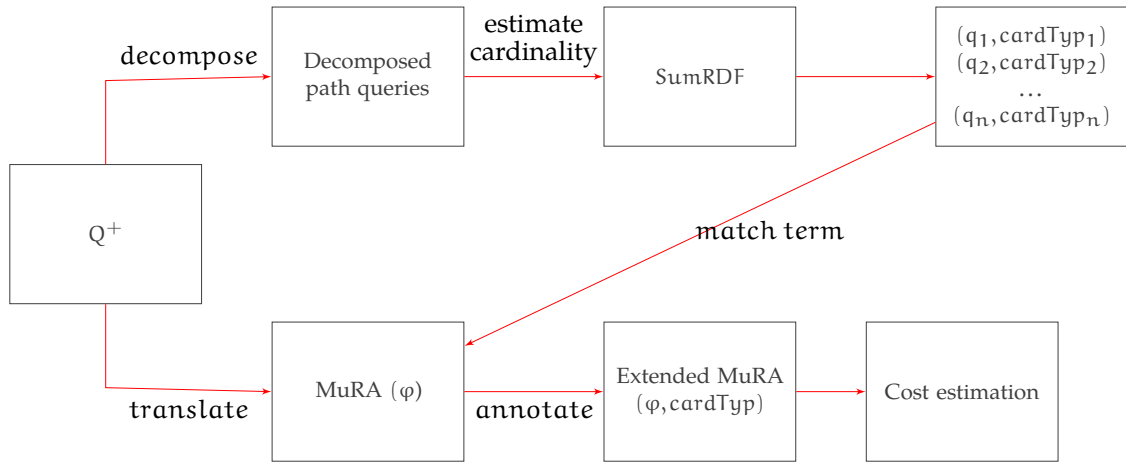 decompose
Decomposed
path queries
estimate
cardinality
SumRDF
(q₁,cardTyp₁)
(q₂,cardTyp₂)
...
(qₙ,cardTypₙ)
Q⁺
match term
translate
MuRA (φ)
annotate
Extended MuRA
(φ,cardTyp)
Cost estimation